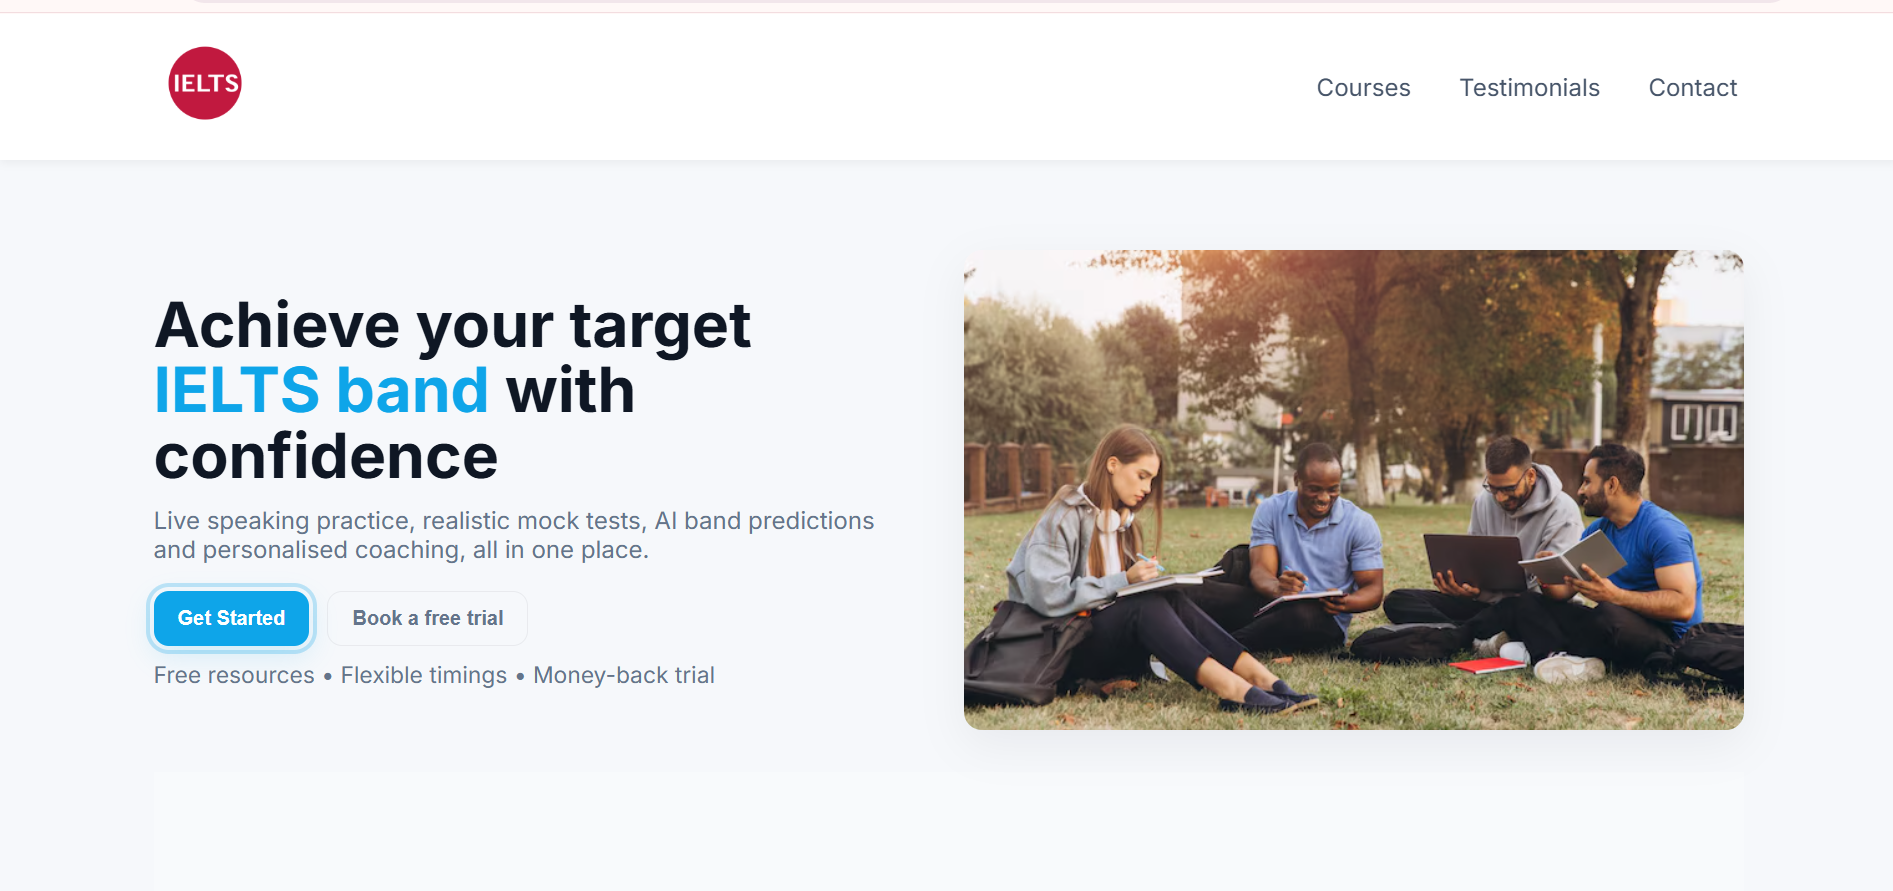 IELTS
Courses
Testimonials
Contact
Achieve your target
IELTS band with
confidence
Live speaking practice, realistic mock tests, AI band predictions
and personalised coaching, all in one place.
Get Started
Book a free trial
Free resources • Flexible timings • Money-back trial